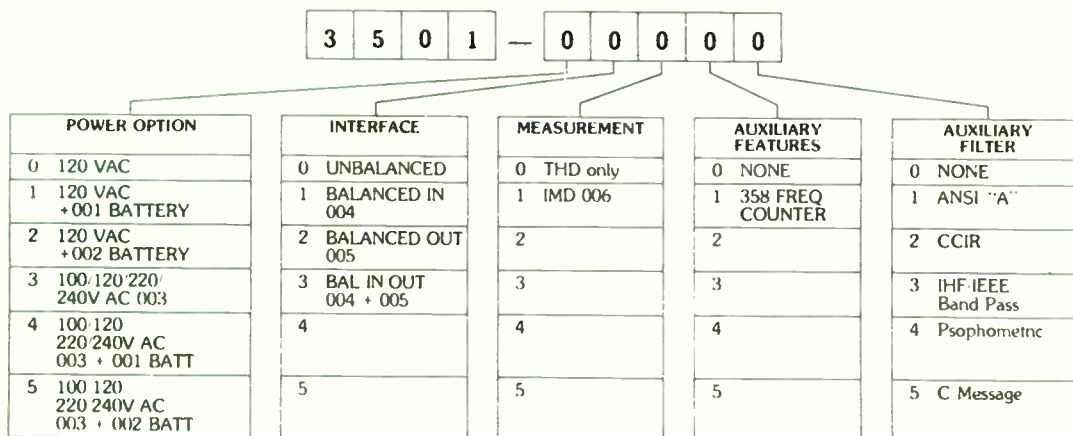 3 5 0 1 — 0 0 0 0 0
POWER OPTION
0 120 VAC
1 120 VAC
+001 BATTERY
2 120 VAC
+002 BATTERY
3 100/120/220/
240V AC 003
4 100/120
220/240V AC
003 + 001 BATT
5 100 120
220 240V AC
003 + 002 BATT
INTERFACE
0 UNBALANCED
1 BALANCED IN
004
2 BALANCED OUT
005
3 BAL IN OUT
004 + 005
4
5
MEASUREMENT
0 THD only
1 IMD 006
2
3
4
5
AUXILIARY
FEATURES
0 NONE
1 358 FREQ
COUNTER
2
3
4
5
AUXILIARY
FILTER
0 NONE
1 ANSI "A"
2 CCIR
3 IHF·IEEE
Band Pass
4 Psophometric
5 C Message